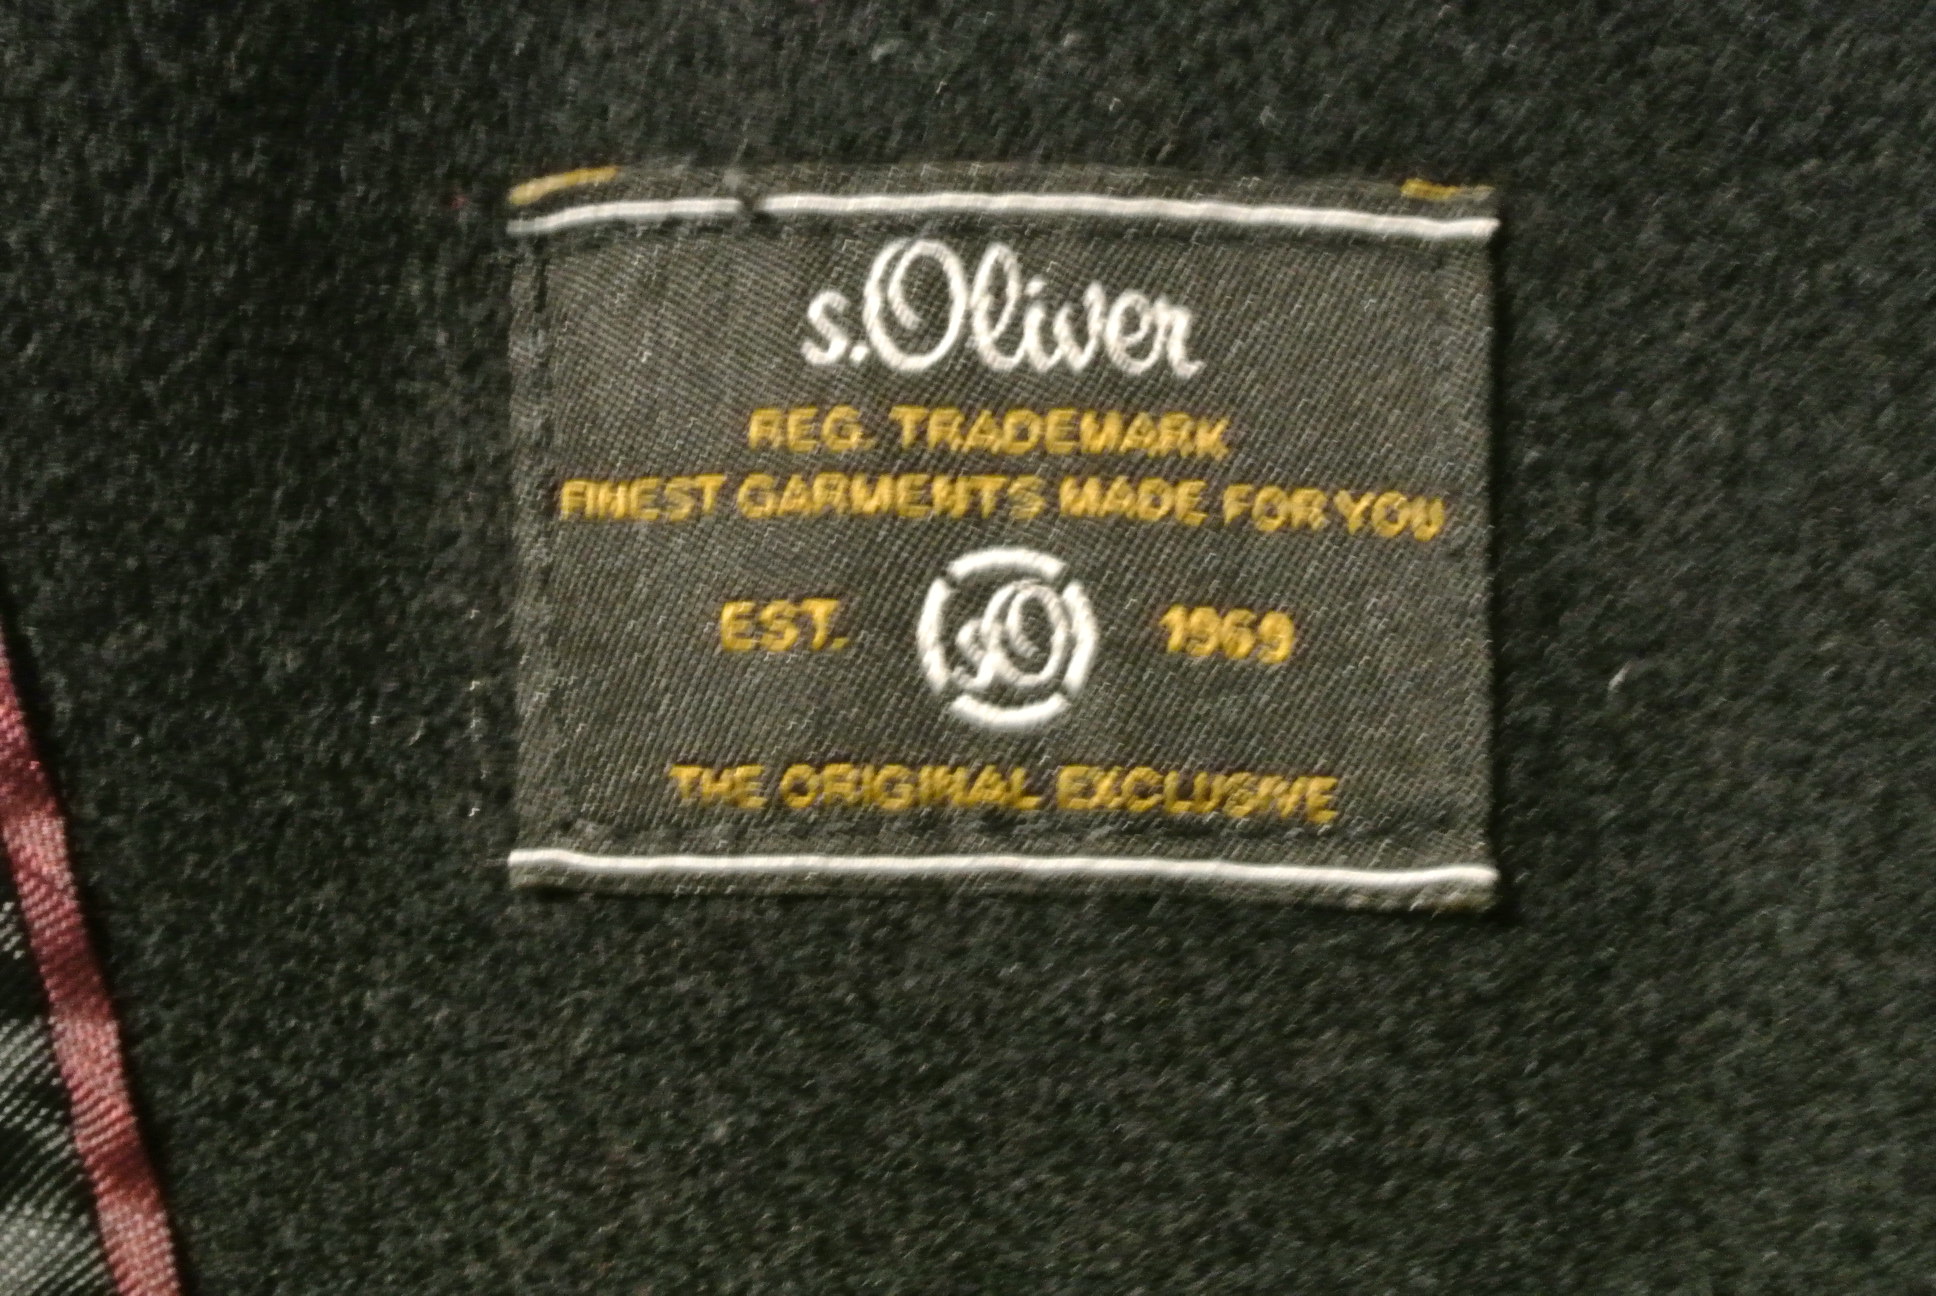 s.Oliver
REG. TRADEMARK
FINEST GARMENTS MADE FOR YOU
EST. sO 1969
THE ORIGINAL EXCLUSIVE